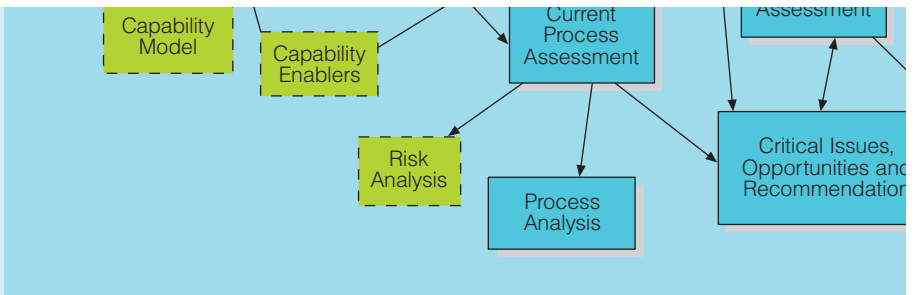 Capability
Model
Capability
Enablers
Current
Process
Assessment
Assessment
Risk
Analysis
Process
Analysis
Critical Issues,
Opportunities and
Recommendation